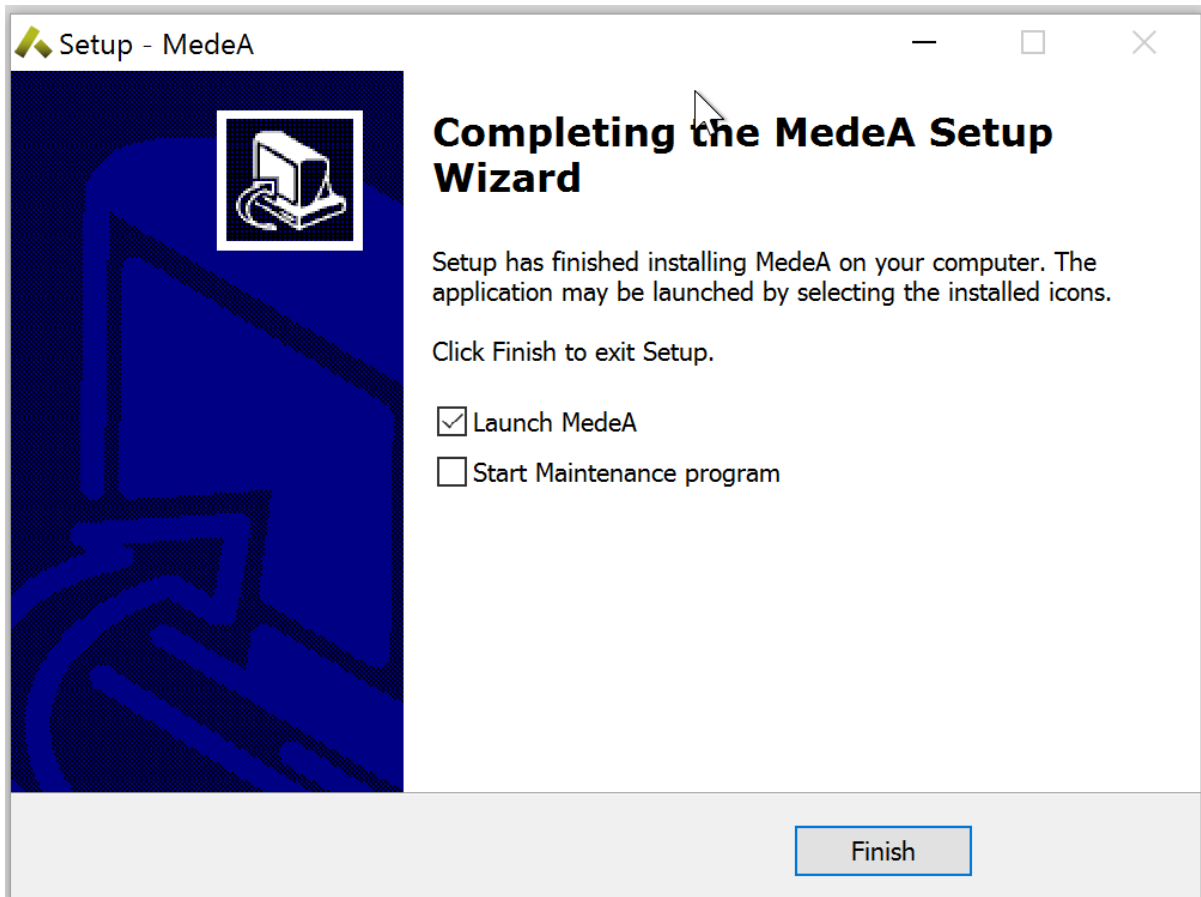 Setup - MedeA
Completing the MedeA Setup
Wizard
Setup has finished installing MedeA on your computer. The
application may be launched by selecting the installed icons.
Click Finish to exit Setup.
Launch MedeA
Start Maintenance program
Finish